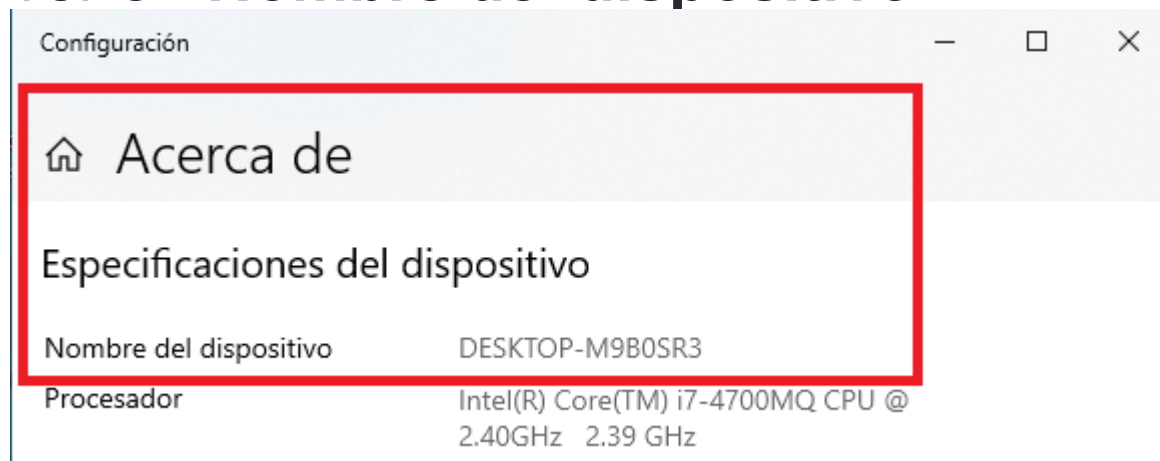 Configuración
Acerca de
Especificaciones del dispositivo
Nombre del dispositivo DESKTOP-M9B0SR3
Procesador Intel(R) Core(TM) i7-4700MQ CPU @
2.40GHz 2.39 GHz